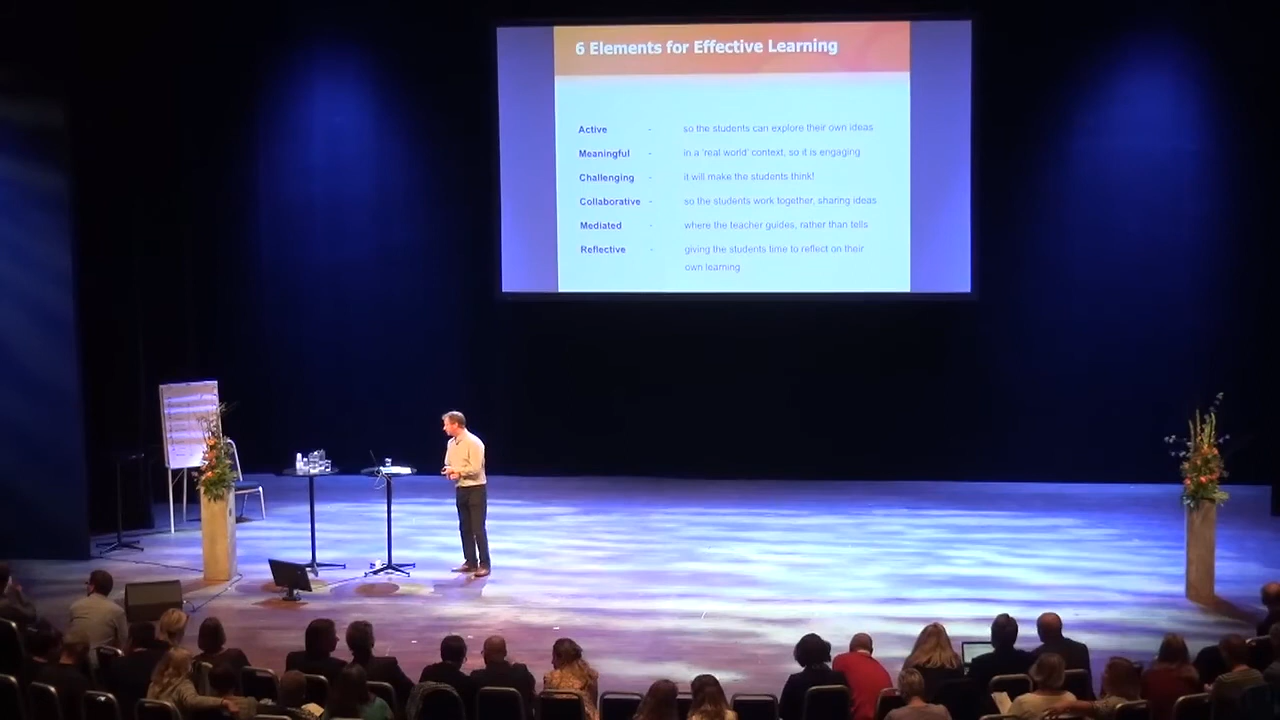 6 Elements for Effective Learning
Active - so the students can explore their own ideas
Meaningful - in a 'real world' context, so it is engaging
Challenging - it will make the students think!
Collaborative - so the students work together, sharing ideas
Mediated - where the teacher guides, rather than tells
Reflective - giving the students time to reflect on their
own learning